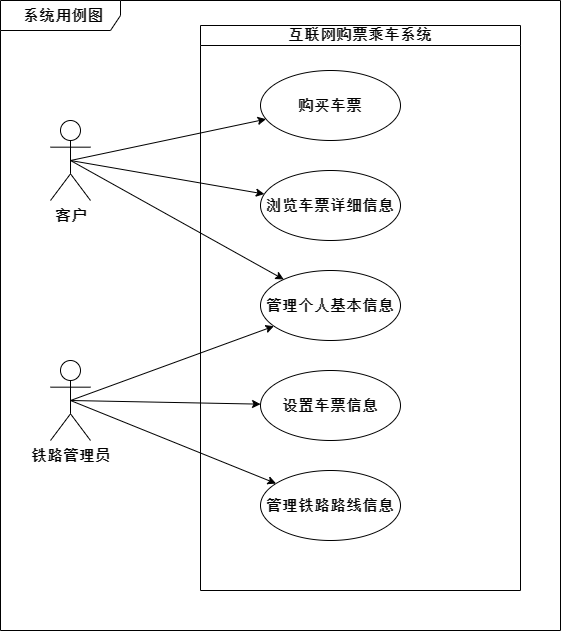 系统用例图
互联网购票乘车系统
购买车票
浏览车票详细信息
客户
管理个人基本信息
设置车票信息
铁路管理员
管理铁路路线信息